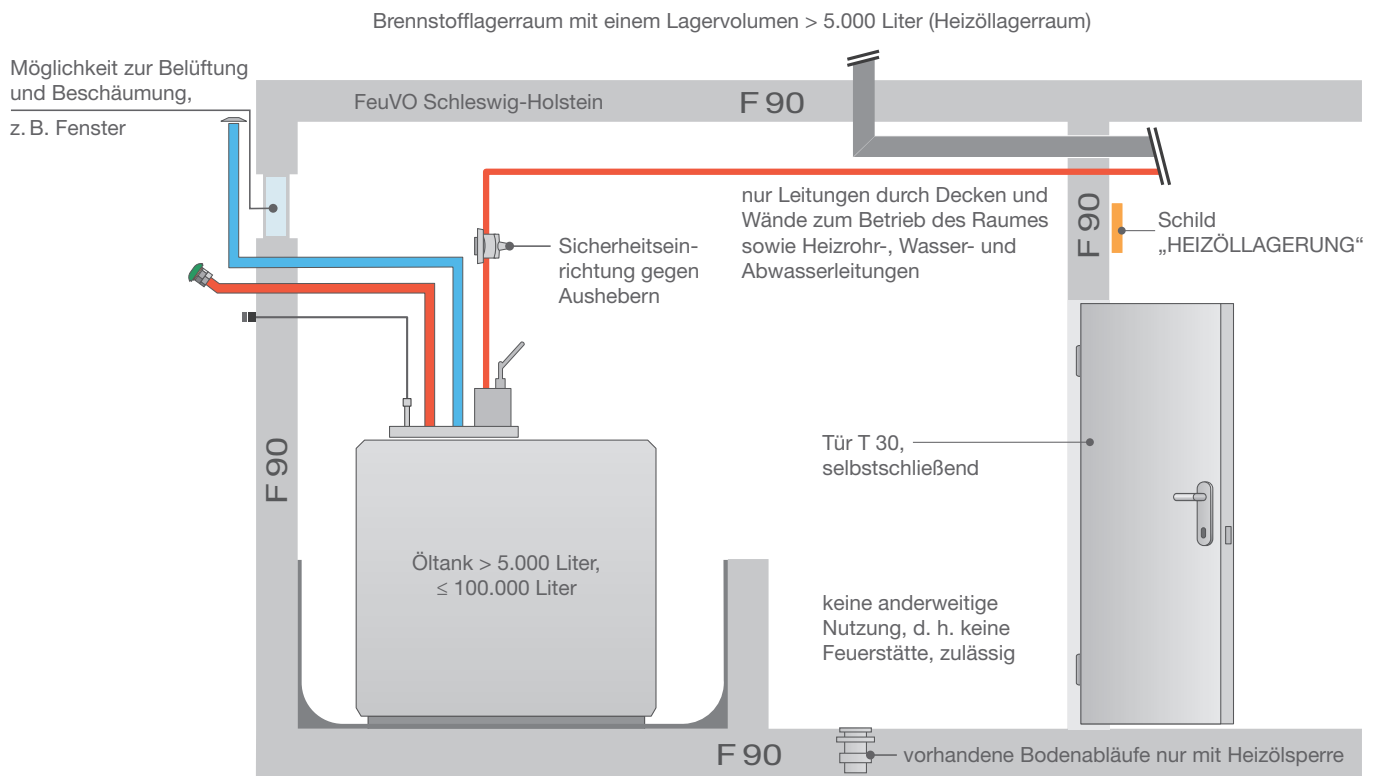 Brennstofflagerraum mit einem Lagervolumen > 5.000 Liter (Heizöllagerraum)
Möglichkeit zur Belüftung
und Beschäumung,
z. B. Fenster
FeuVO Schleswig-Holstein
F 90
nur Leitungen durch Decken und
Wände zum Betrieb des Raumes
sowie Heizrohr-, Wasser- und
Abwasserleitungen
F 90
Schild
„HEIZÖLLAGERUNG“
Sicherheitsein-
richtung gegen
Aushebern
F 90
Tür T 30,
selbstschließend
Öltank > 5.000 Liter,
≤ 100.000 Liter
keine anderweitige
Nutzung, d. h. keine
Feuerstätte, zulässig
F 90
vorhandene Bodenabläufe nur mit Heizölsperre